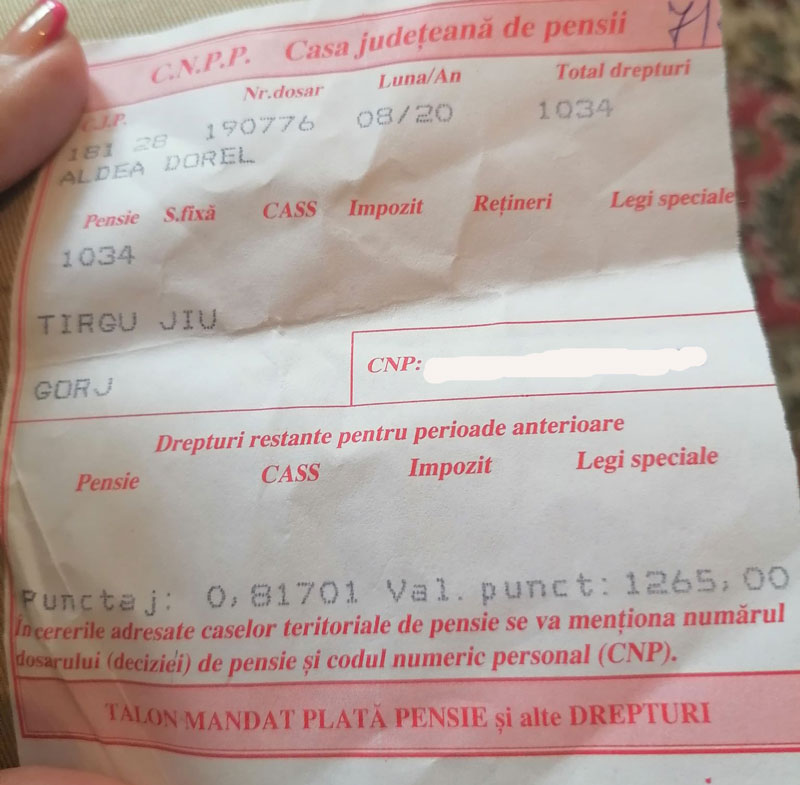 C.N.P.P. Casa județeană de pensii 71
C.I.P. Nr.dosar Luna/An Total drepturi
181 28 190776 08/20 1034
ALDEA DOREL
Pensie S.fixă CASS Impozit Rețineri Legi speciale
1034
TIRGU JIU
CNP:
GORJ
Drepturi restante pentru perioade anterioare
Pensie CASS Impozit Legi speciale
Punctaj: 0,81701 Val. punct: 1265,00
În cererile adresate caselor teritoriale de pensie se va menționa numărul
dosarului (deciziei) de pensie și codul numeric personal (CNP).
TALON MANDAT PLATĂ PENSIE și alte DREPTURI